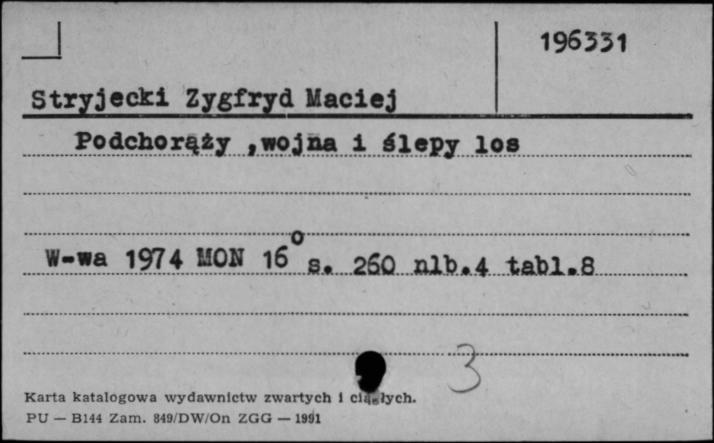 196331
Stryjecki Zygfryd Maciej
Podchorąży ,wojna i ślepy los
W-wa 1974 MON 16° s. 260 nlb.4 tabl.8
3
Karta katalogowa wydawnictw zwartych i ciągłych.
PU — B144 Zam. 849/DW/On ZGG — 1991